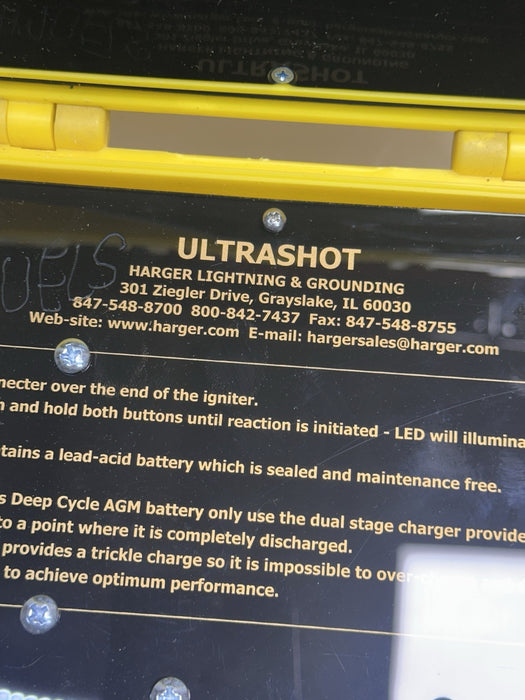 ULTRASHOT
HARGER LIGHTNING & GROUNDING
301 Ziegler Drive, Grayslake, IL 60030
847-548-8700 800-842-7437 Fax: 847-548-8755
Web-site: www.harger.com E-mail: hargersales@harger.com
necter over the end of the igniter.
and hold both buttons until reaction is initiated - LED will illumina
tains a lead-acid battery which is sealed and maintenance free.
s Deep Cycle AGM battery only use the dual stage charger provide
to a point where it is completely discharged.
provides a trickle charge so it is impossible to over-
to achieve optimum performance.